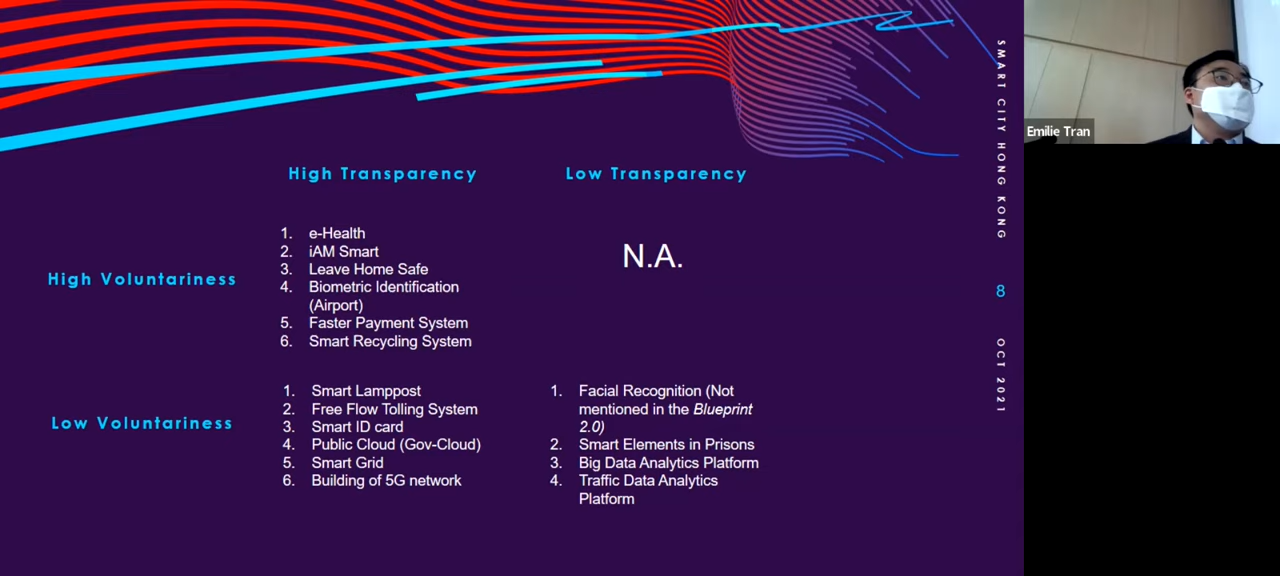 High Transparency
Low Transparency
High Voluntariness
1. e-Health
2. iAM Smart
3. Leave Home Safe
4. Biometric Identification
(Airport)
5. Faster Payment System
6. Smart Recycling System
N.A.
Low Voluntariness
1. Smart Lamppost
2. Free Flow Tolling System
3. Smart ID card
4. Public Cloud (Gov-Cloud)
5. Smart Grid
6. Building of 5G network
1. Facial Recognition (Not
mentioned in the Blueprint
2.0)
2. Smart Elements in Prisons
3. Big Data Analytics Platform
4. Traffic Data Analytics
Platform
SMART CITY HONG KONG
8
OCT 2021
Emilie Tran